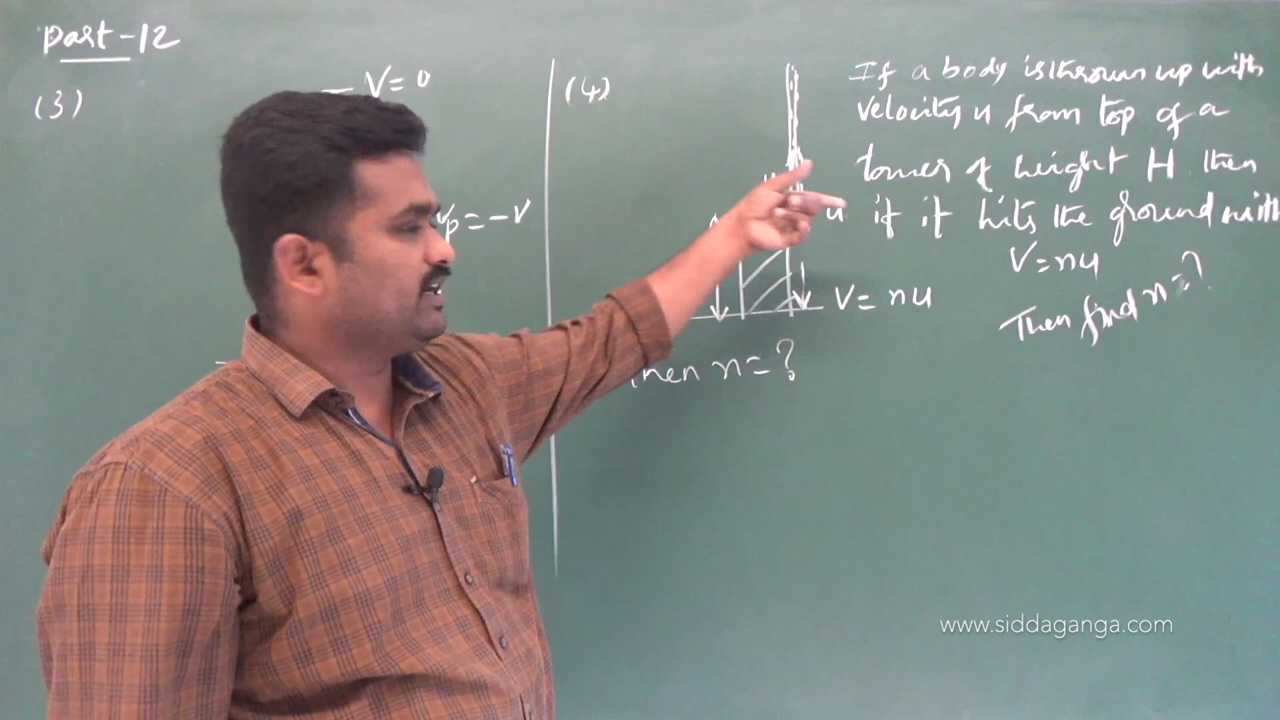 Part-12
(3)
V=0
Vp=-V
(4)
u
V= nu
then n=?
If a body is thrown up with
velocity u from top of a
tower of height H then
if it hits the ground with
V=nu
Then find n=?
www.siddaganga.com